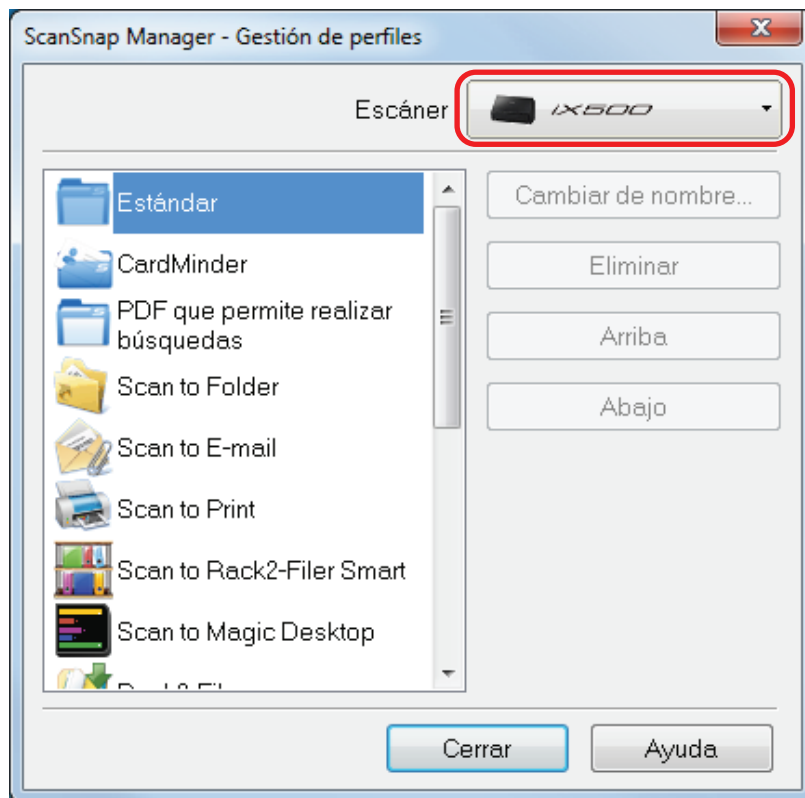 ScanSnap Manager - Gestión de perfiles
Escáner
iX500
Estándar
Cambiar de nombre...
CardMinder
Eliminar
PDF que permite realizar
búsquedas
Arriba
Scan to Folder
Abajo
Scan to E-mail
Scan to Print
Scan to Rack2-Filer Smart
Scan to Magic Desktop
Cerrar
Ayuda